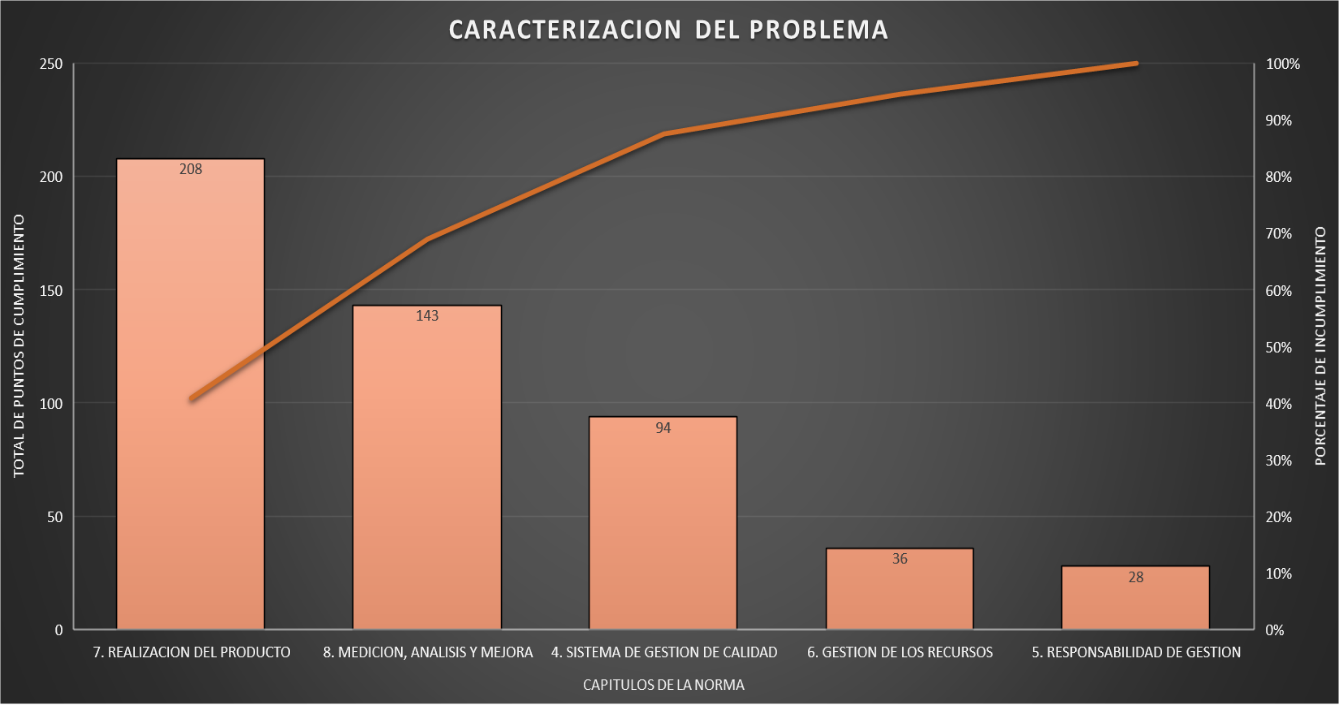 CARACTERIZACION DEL PROBLEMA
250
200
150
100
50
0
TOTAL DE PUNTOS DE CUMPLIMIENTO
208
143
94
36
28
100%
90%
80%
70%
60%
50%
40%
30%
20%
10%
0%
PORCENTAJE DE INCUMPLIMIENTO
7. REALIZACION DEL PRODUCTO
8. MEDICION, ANALISIS Y MEJORA
4. SISTEMA DE GESTION DE CALIDAD
6. GESTION DE LOS RECURSOS
5. RESPONSABILIDAD DE GESTION
CAPITULOS DE LA NORMA